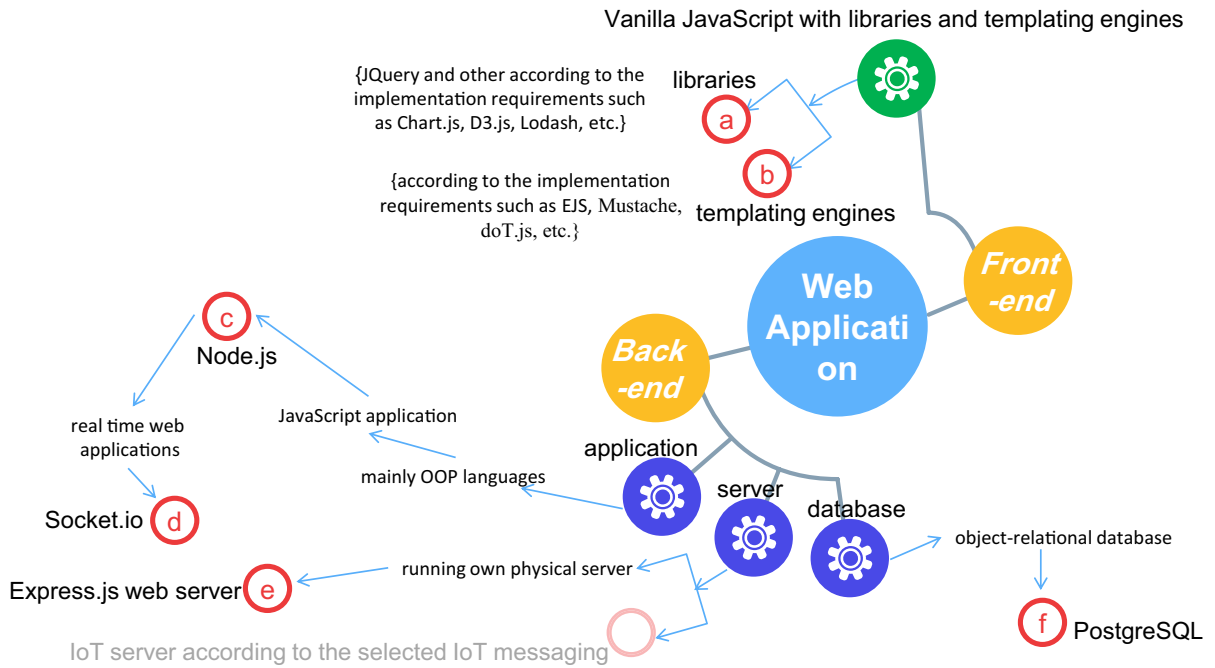 Vanilla JavaScript with libraries and templating engines
{JQuery and other according to the
implementation requirements such
as Chart.js, D3.js, Lodash, etc.}
libraries
a
b
{according to the implementation
requirements such as EJS, Mustache,
doT.js, etc.}
templating engines
Web
Applicati
on
Front
-end
Back
-end
c
Node.js
JavaScript application
real time web
applications
mainly OOP languages
application
server
database
Socket.io
d
object-relational database
running own physical server
Express.js web server
e
f
PostgreSQL
IoT server according to the selected IoT messaging